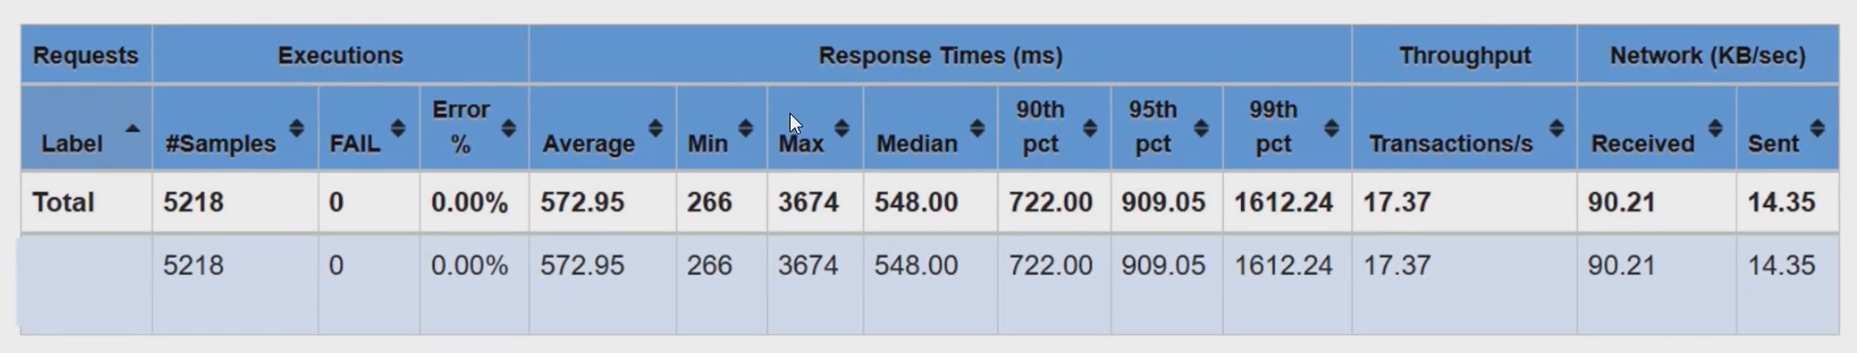 Requests Executions Response Times (ms) Throughput Network (KB/sec)
Label #Samples FAIL Error % Average Min Max Median 90th pct 95th pct 99th pct Transactions/s Received Sent
Total 5218 0 0.00% 572.95 266 3674 548.00 722.00 909.05 1612.24 17.37 90.21 14.35
5218 0 0.00% 572.95 266 3674 548.00 722.00 909.05 1612.24 17.37 90.21 14.35